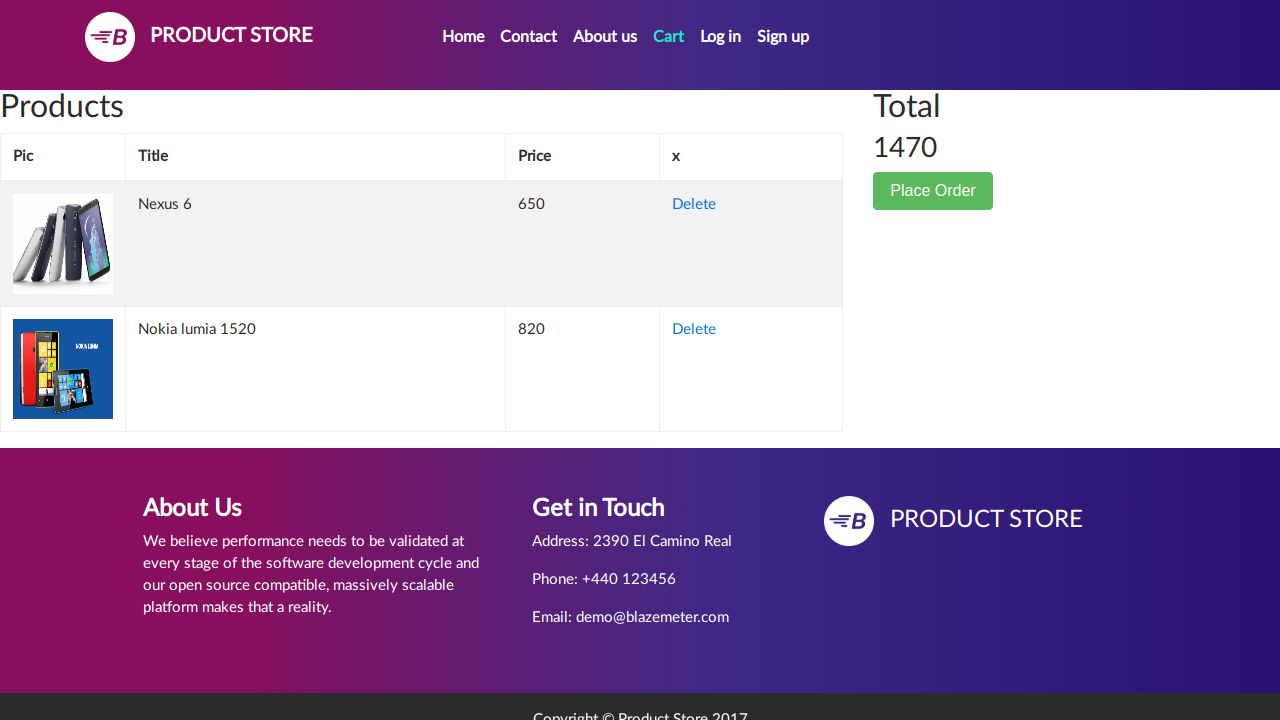 PRODUCT STORE
Home Contact About us Cart Log in Sign up
Products
Pic Title Price x
Nexus 6 650 Delete
NOKIA LUMIA
Nokia lumia 1520 820 Delete
Total
1470
Place Order
About Us
We believe performance needs to be validated at
every stage of the software development cycle and
our open source compatible, massively scalable
platform makes that a reality.
Get in Touch
Address: 2390 El Camino Real
Phone: +440 123456
Email: demo@blazemeter.com
B PRODUCT STORE
Copyright © Product Store 2017